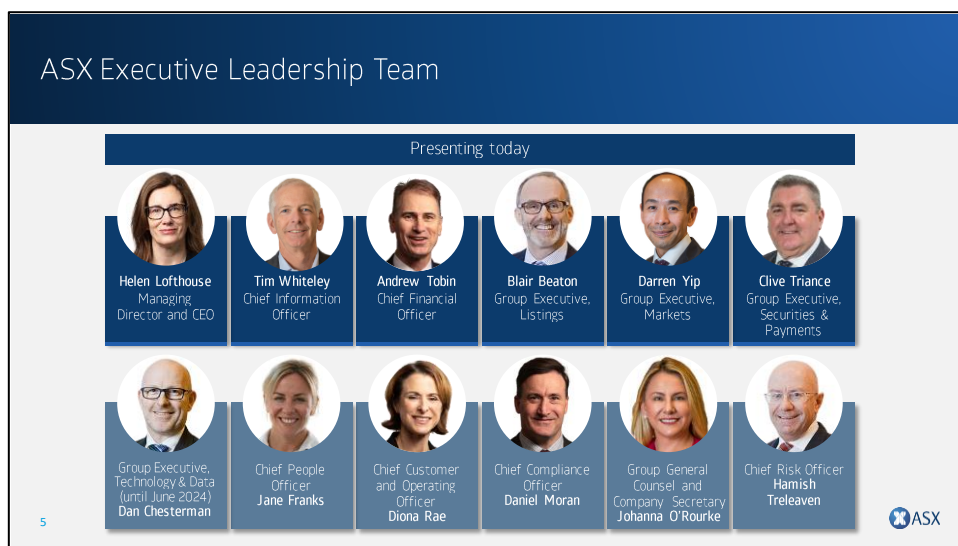 ASX Executive Leadership Team
Presenting today
Helen Lofthouse
Managing
Director and CEO
Tim Whiteley
Chief Information
Officer
Andrew Tobin
Chief Financial
Officer
Blair Beaton
Group Executive,
Listings
Darren Yip
Group Executive,
Markets
Clive Triance
Group Executive,
Securities &
Payments
Group Executive,
Technology & Data
(until June 2024)
Dan Chesterman
Chief People
Officer
Jane Franks
Chief Customer
and Operating
Officer
Diona Rae
Chief Compliance
Officer
Daniel Moran
Group General
Counsel and
Company Secretary
Johanna O'Rourke
Chief Risk Officer
Hamish
Treleaven
5
ASX